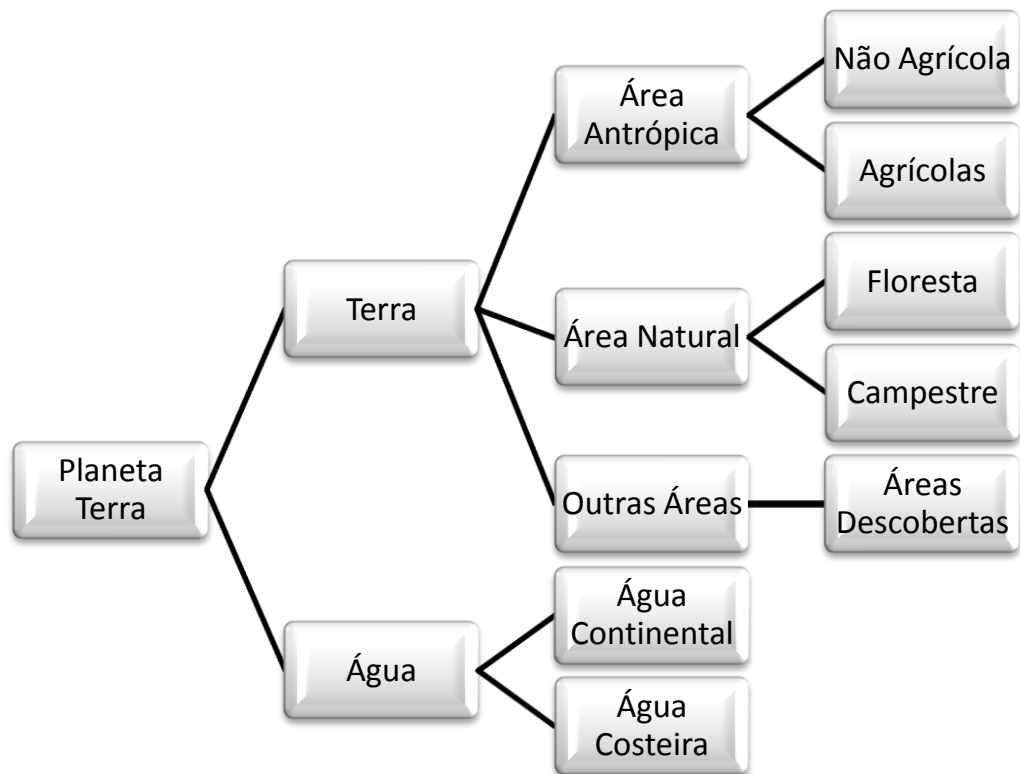 Planeta
Terra
Terra
Área
Antrópica
Não Agrícola
Agrícolas
Área Natural
Floresta
Campestre
Outras Áreas
Áreas
Descobertas
Água
Água
Continental
Água
Costeira